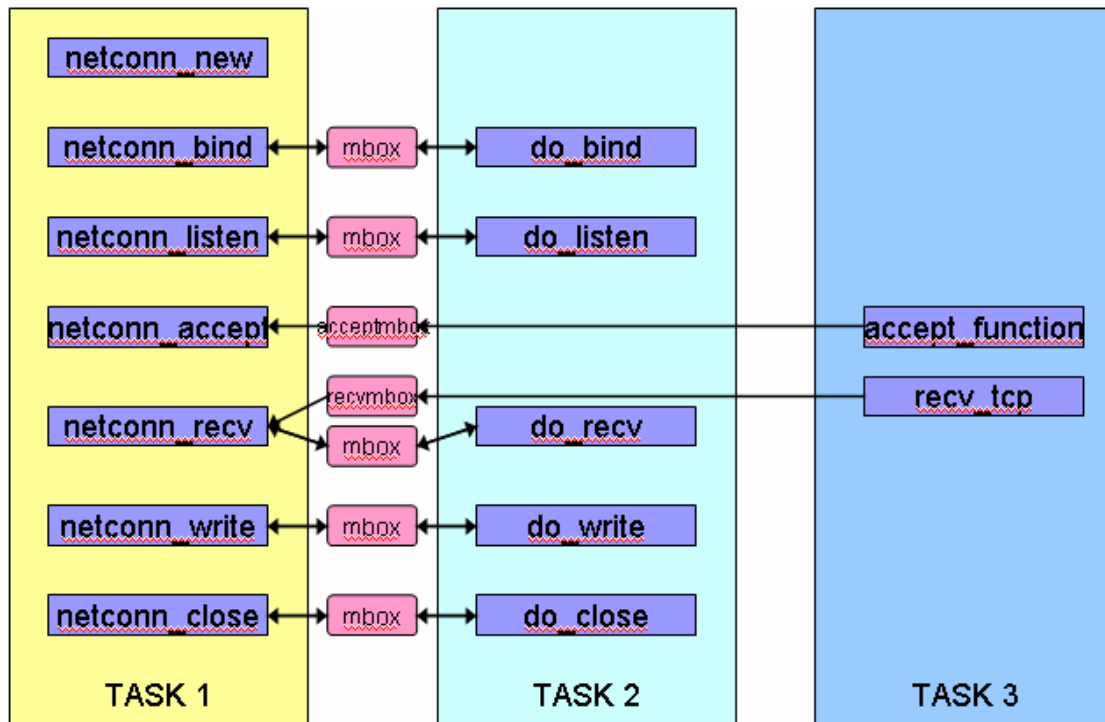 netconn_new
netconn_bind mbox do_bind
netconn_listen mbox do_listen
netconn_accept acceptmbox accept_function
recvmbox recv_tcp
netconn_recv mbox do_recv
netconn_write mbox do_write
netconn_close mbox do_close
TASK 1 TASK 2 TASK 3